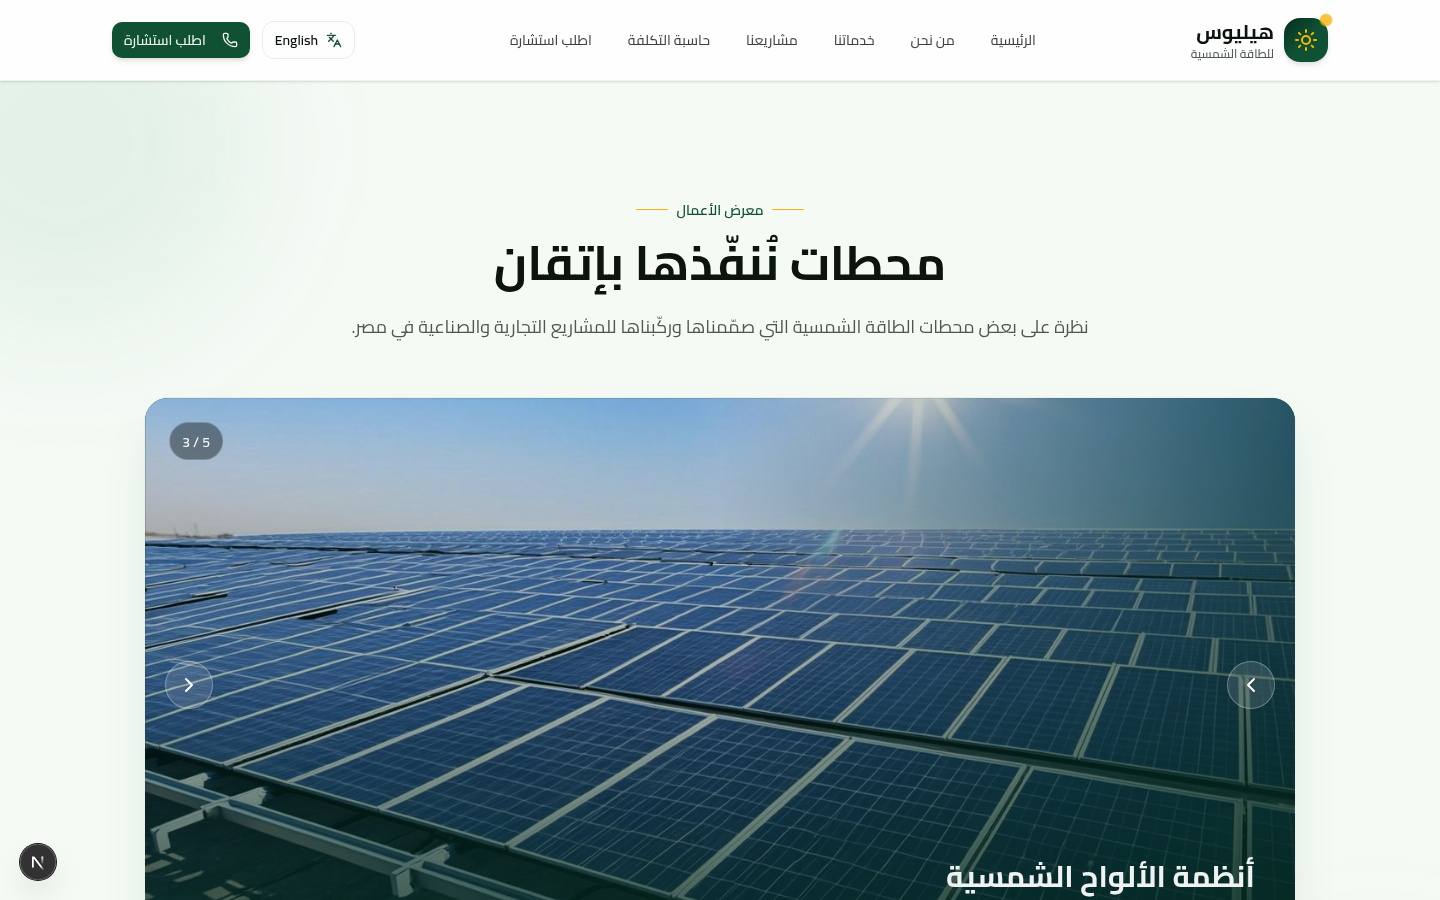 هيليوس
للطاقة الشمسية
الرئيسية
من نحن
خدماتنا
مشاريعنا
حاسبة التكلفة
اطلب استشارة
English
اطلب استشارة
معرض الأعمال
محطات نُنفّذها بإتقان
نظرة على بعض محطات الطاقة الشمسية التي صمّمناها وركّبناها للمشاريع التجارية والصناعية في مصر.
3 / 5
أنظمة الألواح الشمسية
N